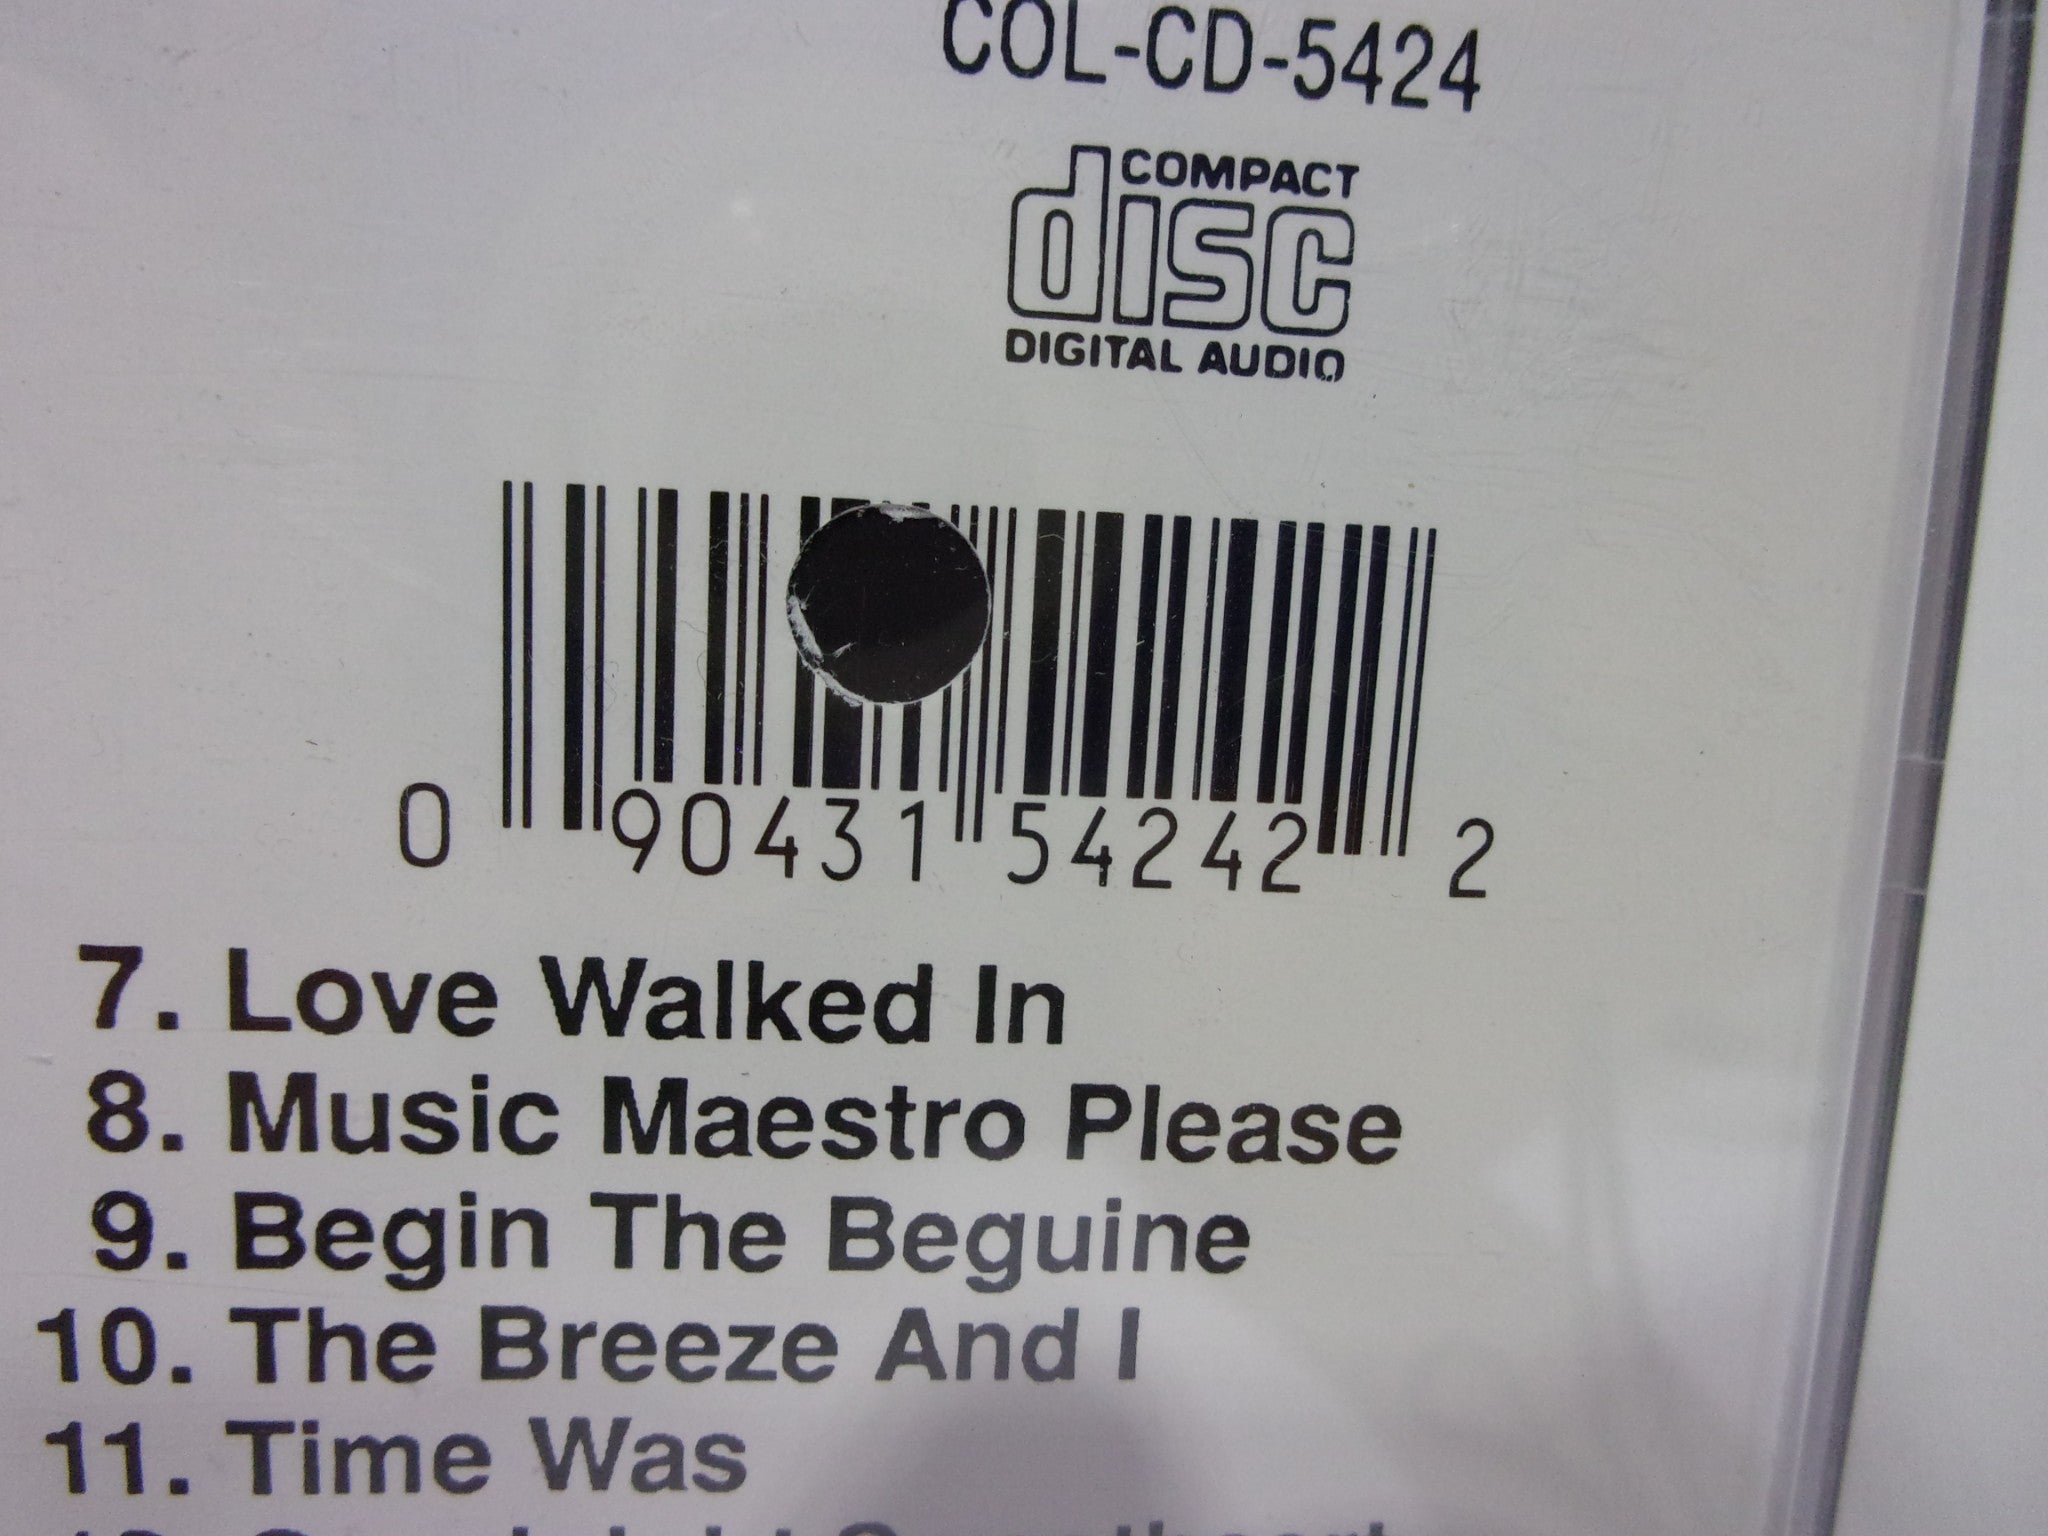 COL-CD-5424
COMPACT
disc
DIGITAL AUDIO
0 90431 54242 2
7. Love Walked In
8. Music Maestro Please
9. Begin The Beguine
10. The Breeze And I
11. Time Was